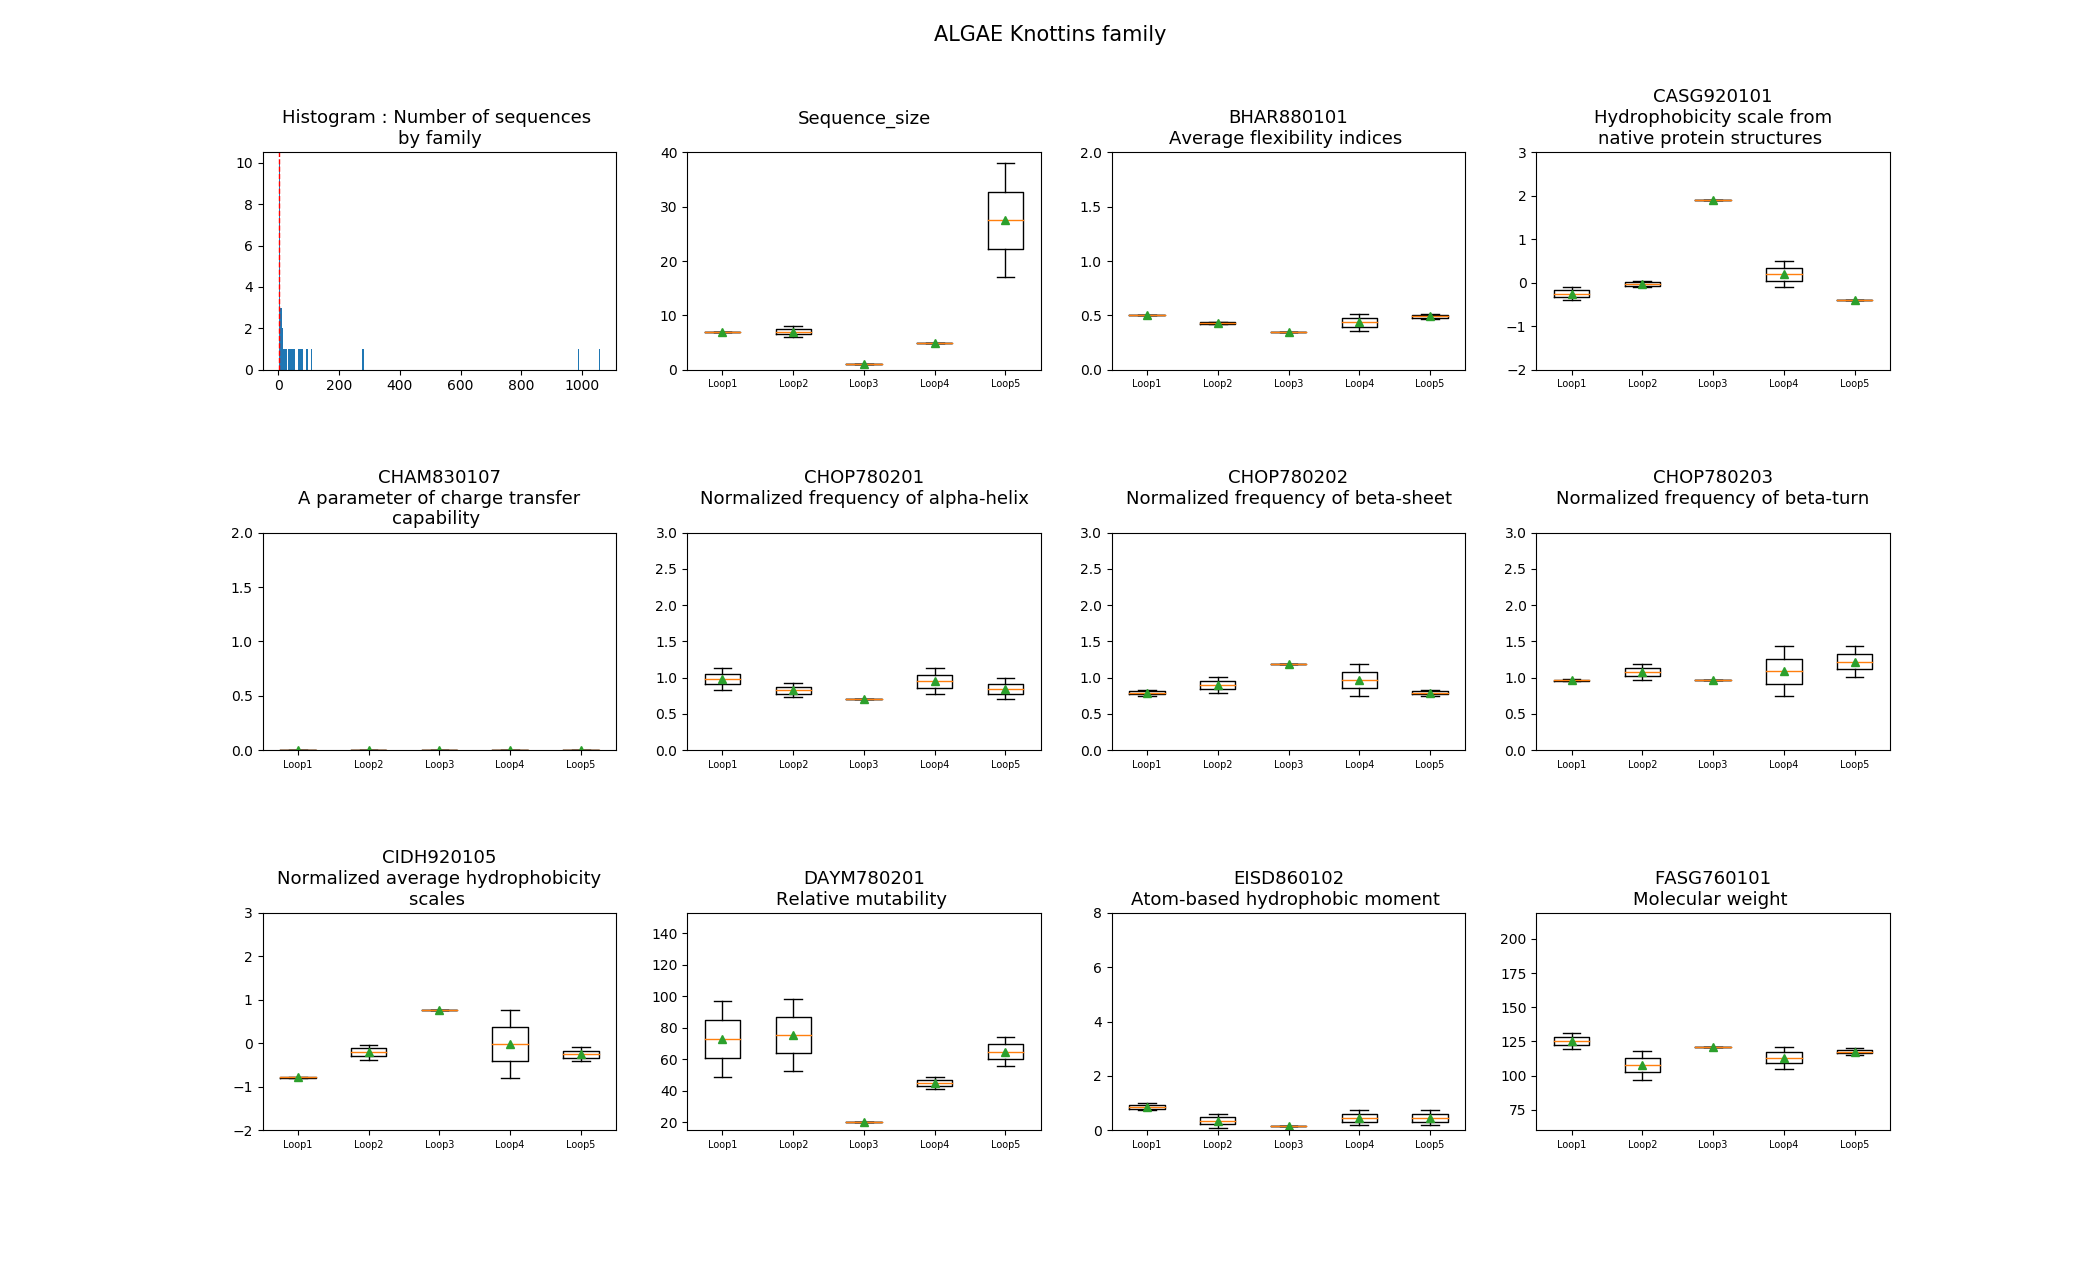 ALGAE Knottins family
Histogram : Number of sequences
by family
10
8
6
4
2
0
0 200 400 600 800 1000
Sequence_size
40
30
20
10
0
Loop1 Loop2 Loop3 Loop4 Loop5
BHAR880101
Average flexibility indices
2.0
1.5
1.0
0.5
0.0
Loop1 Loop2 Loop3 Loop4 Loop5
CASG920101
Hydrophobicity scale from
native protein structures
3
2
1
0
−1
−2
Loop1 Loop2 Loop3 Loop4 Loop5
CHAM830107
A parameter of charge transfer
capability
2.0
1.5
1.0
0.5
0.0
Loop1 Loop2 Loop3 Loop4 Loop5
CHOP780201
Normalized frequency of alpha-helix
3.0
2.5
2.0
1.5
1.0
0.5
0.0
Loop1 Loop2 Loop3 Loop4 Loop5
CHOP780202
Normalized frequency of beta-sheet
3.0
2.5
2.0
1.5
1.0
0.5
0.0
Loop1 Loop2 Loop3 Loop4 Loop5
CHOP780203
Normalized frequency of beta-turn
3.0
2.5
2.0
1.5
1.0
0.5
0.0
Loop1 Loop2 Loop3 Loop4 Loop5
CIDH920105
Normalized average hydrophobicity
scales
3
2
1
0
−1
−2
Loop1 Loop2 Loop3 Loop4 Loop5
DAYM780201
Relative mutability
140
120
100
80
60
40
20
Loop1 Loop2 Loop3 Loop4 Loop5
EISD860102
Atom-based hydrophobic moment
8
6
4
2
0
Loop1 Loop2 Loop3 Loop4 Loop5
FASG760101
Molecular weight
200
175
150
125
100
75
Loop1 Loop2 Loop3 Loop4 Loop5